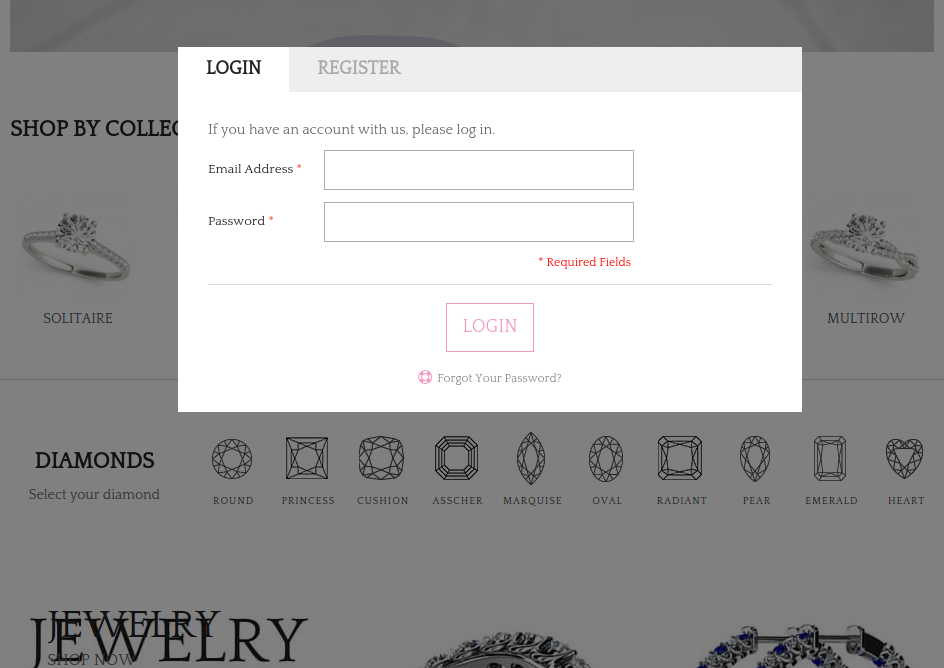 LOGIN REGISTER
SHOP BY COLLEC
If you have an account with us, please log in.
Email Address *
Password *
* Required Fields
LOGIN
Forgot Your Password?
SOLITAIRE MULTIROW
DIAMONDS
Select your diamond
ROUND PRINCESS CUSHION ASSCHER MARQUISE OVAL RADIANT PEAR EMERALD HEART
JEWELRY
JEWELRY
SHOP NOW